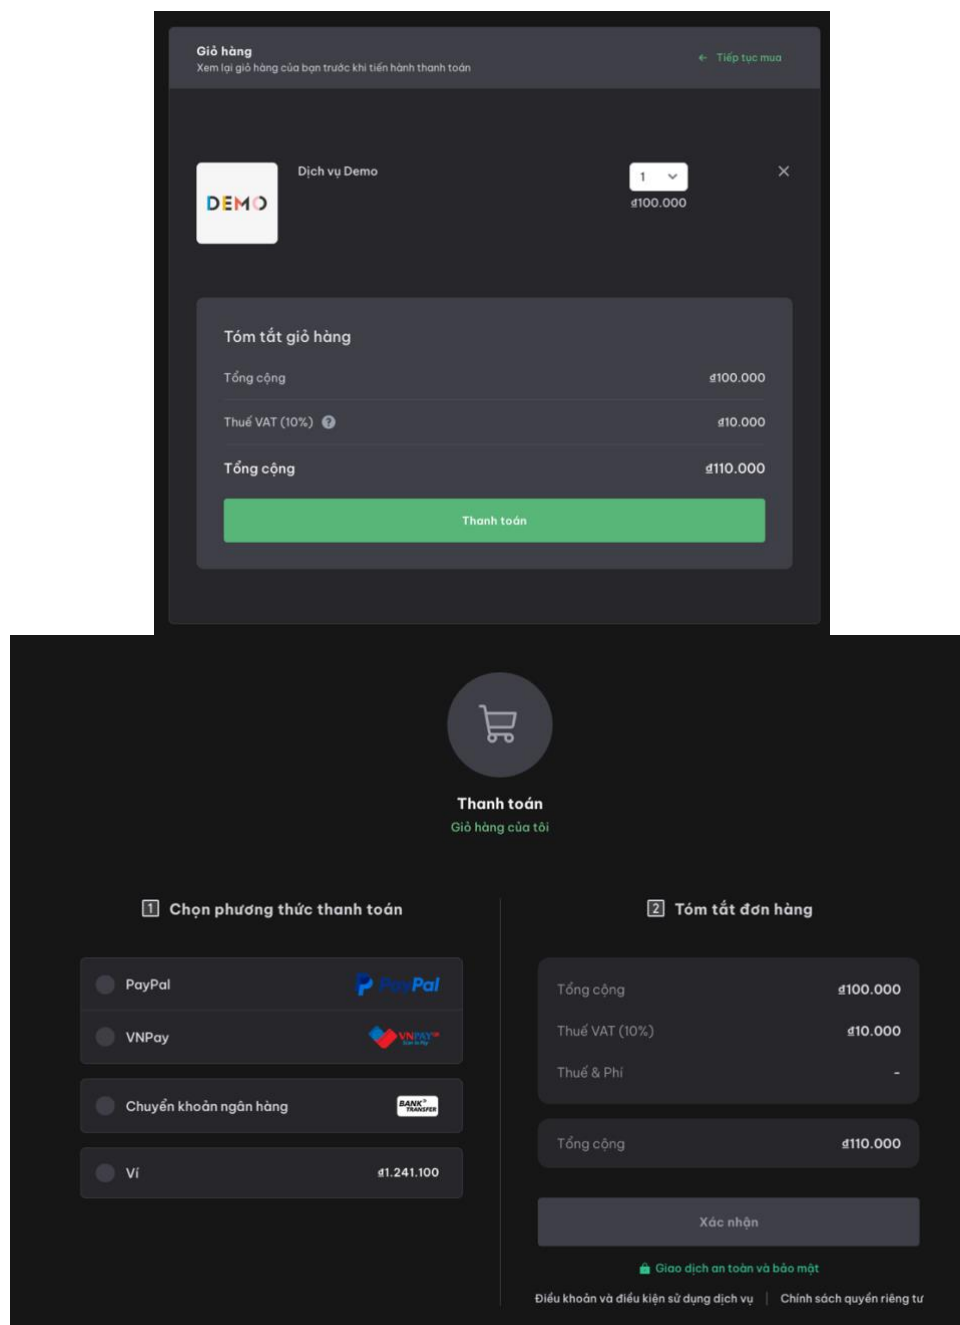 Giỏ hàng
Xem lại giỏ hàng của bạn trước khi tiến hành thanh toán
← Tiếp tục mua
DEMO
Dịch vụ Demo
1
₫100.000
Tóm tắt giỏ hàng
Tổng cộng ₫100.000
Thuế VAT (10%) ? ₫10.000
Tổng cộng ₫110.000
Thanh toán
Thanh toán
Giỏ hàng của tôi
1 Chọn phương thức thanh toán
PayPal PayPal
VNPay VNPAY
Chuyển khoản ngân hàng BANK TRANSFER
Ví ₫1.241.100
2 Tóm tắt đơn hàng
Tổng cộng ₫100.000
Thuế VAT (10%) ₫10.000
Thuế & Phí -
Tổng cộng ₫110.000
Xác nhận
Giao dịch an toàn và bảo mật
Điều khoản và điều kiện sử dụng dịch vụ | Chính sách quyền riêng tư